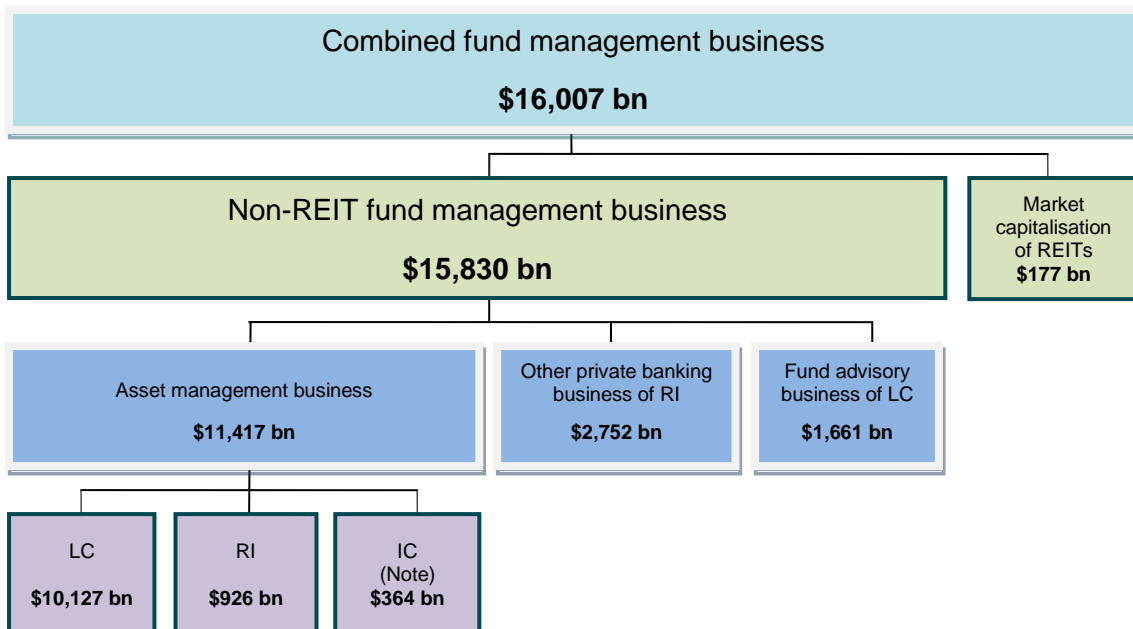 Combined fund management business
$16,007 bn
Non-REIT fund management business
$15,830 bn
Market
capitalisation
of REITs
$177 bn
Asset management business
$11,417 bn
Other private banking
business of RI
$2,752 bn
Fund advisory
business of LC
$1,661 bn
LC
$10,127 bn
RI
$926 bn
IC
(Note)
$364 bn